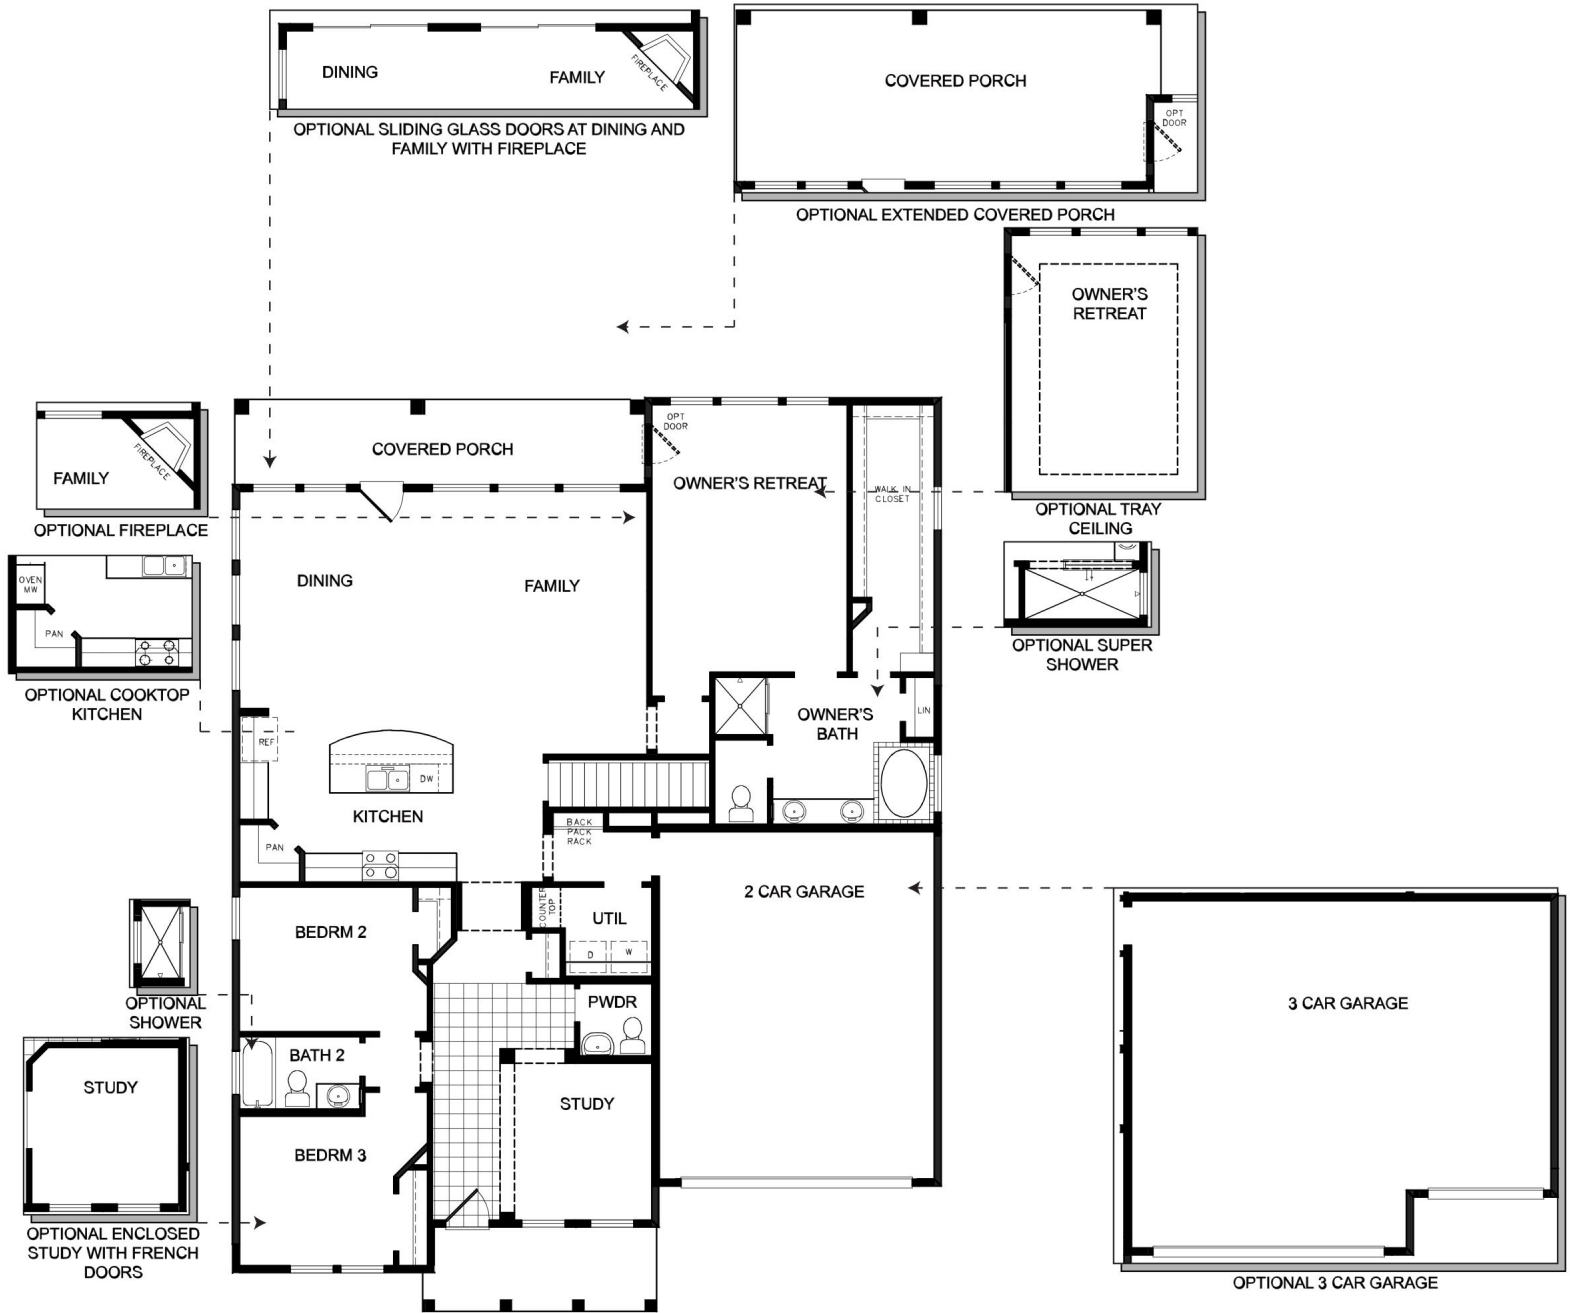 DINING
FAMILY
FIREPLACE
OPTIONAL SLIDING GLASS DOORS AT DINING AND
FAMILY WITH FIREPLACE
COVERED PORCH
OPT
DOOR
OPTIONAL EXTENDED COVERED PORCH
OWNER'S
RETREAT
OPTIONAL TRAY
CEILING
FAMILY
FIREPLACE
OPTIONAL FIREPLACE
COVERED PORCH
OPT
DOOR
OWNER'S RETREAT
WALK IN
CLOSET
OVEN
MW
PAN
OPTIONAL COOKTOP
KITCHEN
DINING
FAMILY
OPTIONAL SUPER
SHOWER
REF
DW
KITCHEN
PAN
OWNER'S
BATH
LIN
BACK
PACK
RACK
2 CAR GARAGE
COUNTER
TOP
UTIL
D
W
BEDRM 2
OPTIONAL
SHOWER
PWDR
BATH 2
STUDY
BEDRM 3
STUDY
OPTIONAL ENCLOSED
STUDY WITH FRENCH
DOORS
3 CAR GARAGE
OPTIONAL 3 CAR GARAGE